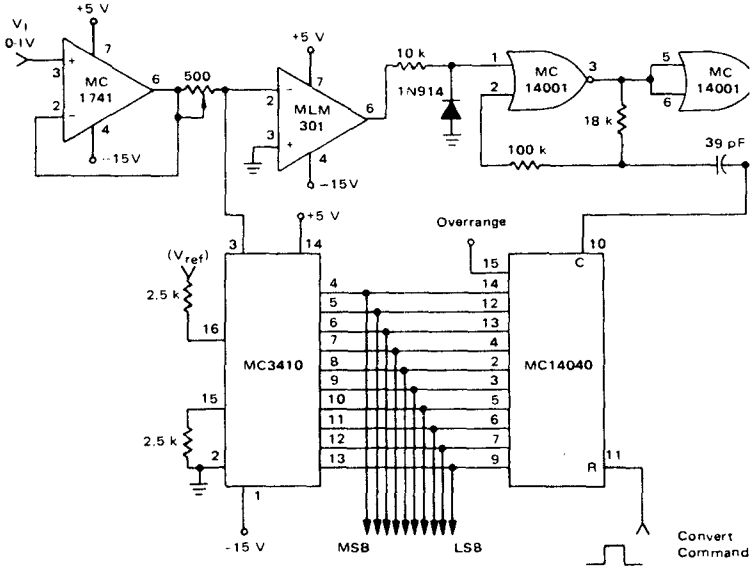 V₁
0-1V
+5 V
7
3
+
MC
1741
6
2
-
4
-15V
500
+5 V
7
2
-
MLM
301
6
3
+
4
-15V
10 k
1N914
1
2
MC
14001
3
5
6
MC
14001
18 k
100 k
39 pF
Overrange
+5 V
3
14
10
C
(Vref)
2.5 k
16
15
2.5 k
2
1
-15 V
MC3410
4
5
6
7
8
9
10
11
12
13
15
14
12
13
4
2
3
5
6
7
9
MC14040
R
11
MSB
LSB
Convert
Command